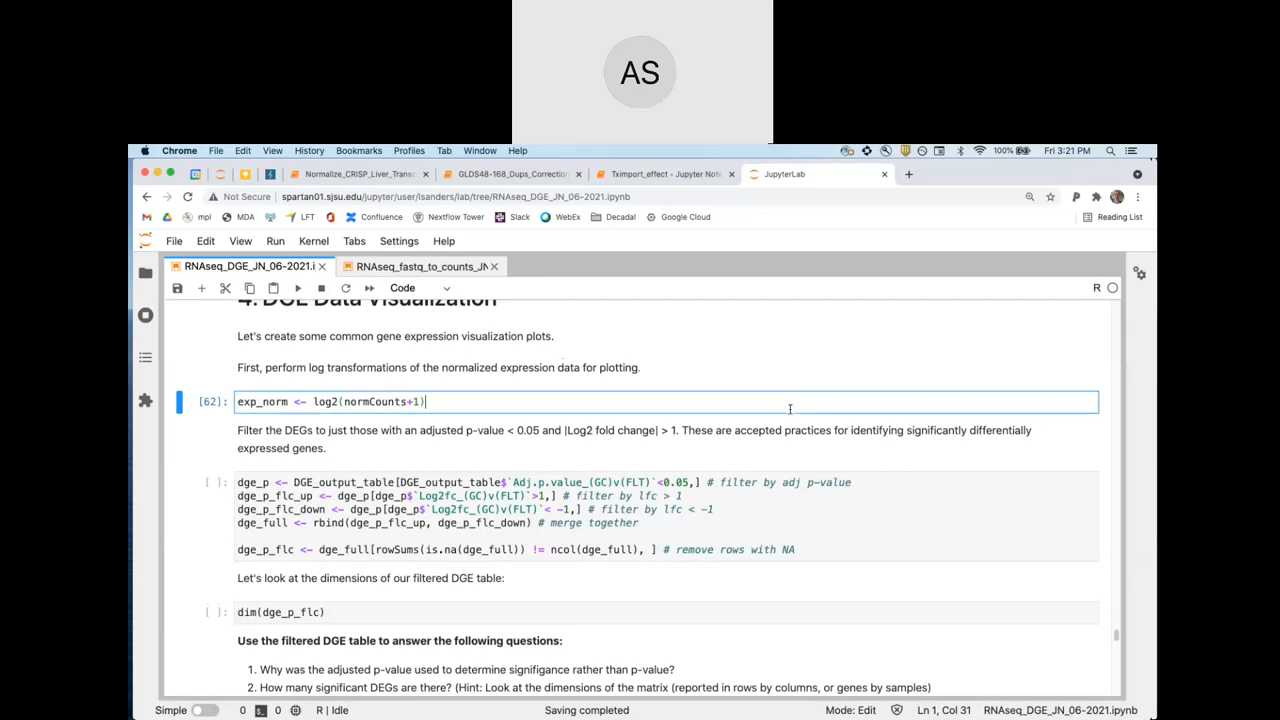 AS
Chrome File Edit View History Bookmarks Profiles Tab Window Help 100% Fri 3:21 PM
Normalize_CRISP_Liver_Trans GLDS48-168_Dups_Correction Tximport_effect - Jupyter Note JupyterLab
Not Secure spartan01.sjsu.edu/jupyter/user/lsanders/lab/tree/RNAseq_DGE_JN_06-2021.ipynb
mpl MDA LFT Confluence Nextflow Tower Slack WebEx Decadal Google Cloud Reading List
File Edit View Run Kernel Tabs Settings Help
RNAseq_DGE_JN_06-2021.i RNAseq_fastq_to_counts_JN
Code R
4. DGE Data Visualization
Let's create some common gene expression visualization plots.
First, perform log transformations of the normalized expression data for plotting.
[62]: exp_norm <- log2(normCounts+1)
Filter the DEGs to just those with an adjusted p-value < 0.05 and |Log2 fold change| > 1. These are accepted practices for identifying significantly differentially
expressed genes.
[ ]: dge_p <- DGE_output_table[DGE_output_table$`Adj.p.value_(GC)v(FLT)`<0.05,] # filter by adj p-value
dge_p_flc_up <- dge_p[dge_p$`Log2fc_(GC)v(FLT)`>1,] # filter by lfc > 1
dge_p_flc_down <- dge_p[dge_p$`Log2fc_(GC)v(FLT)`< -1,] # filter by lfc < -1
dge_full <- rbind(dge_p_flc_up, dge_p_flc_down) # merge together
dge_p_flc <- dge_full[rowSums(is.na(dge_full)) != ncol(dge_full), ] # remove rows with NA
Let's look at the dimensions of our filtered DGE table:
[ ]: dim(dge_p_flc)
Use the filtered DGE table to answer the following questions:
1. Why was the adjusted p-value used to determine signifigance rather than p-value?
2. How many significant DEGs are there? (Hint: Look at the dimensions of the matrix (reported in rows by columns, or genes by samples)
Simple 0 0 R | Idle Saving completed Mode: Edit Ln 1, Col 31 RNAseq_DGE_JN_06-2021.ipynb